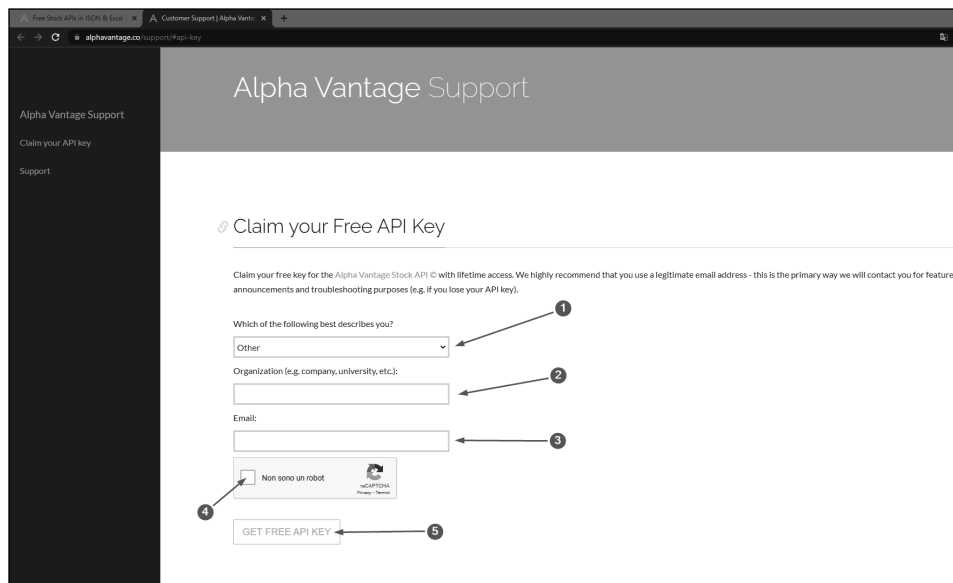 Free Stock APIs in JSON & Excel
Customer Support | Alpha Vantag
alphavantage.co/support/#api-key
Alpha Vantage Support
Claim your API key
Support
Alpha Vantage Support
Claim your Free API Key
Claim your free key for the Alpha Vantage Stock API © with lifetime access. We highly recommend that you use a legitimate email address - this is the primary way we will contact you for feature
announcements and troubleshooting purposes (e.g. if you lose your API key).
1
Which of the following best describes you?
Other
2
Organization (e.g. company, university, etc.):
Email:
3
Non sono un robot
reCAPTCHA
Privacy - Termini
4
GET FREE API KEY
5